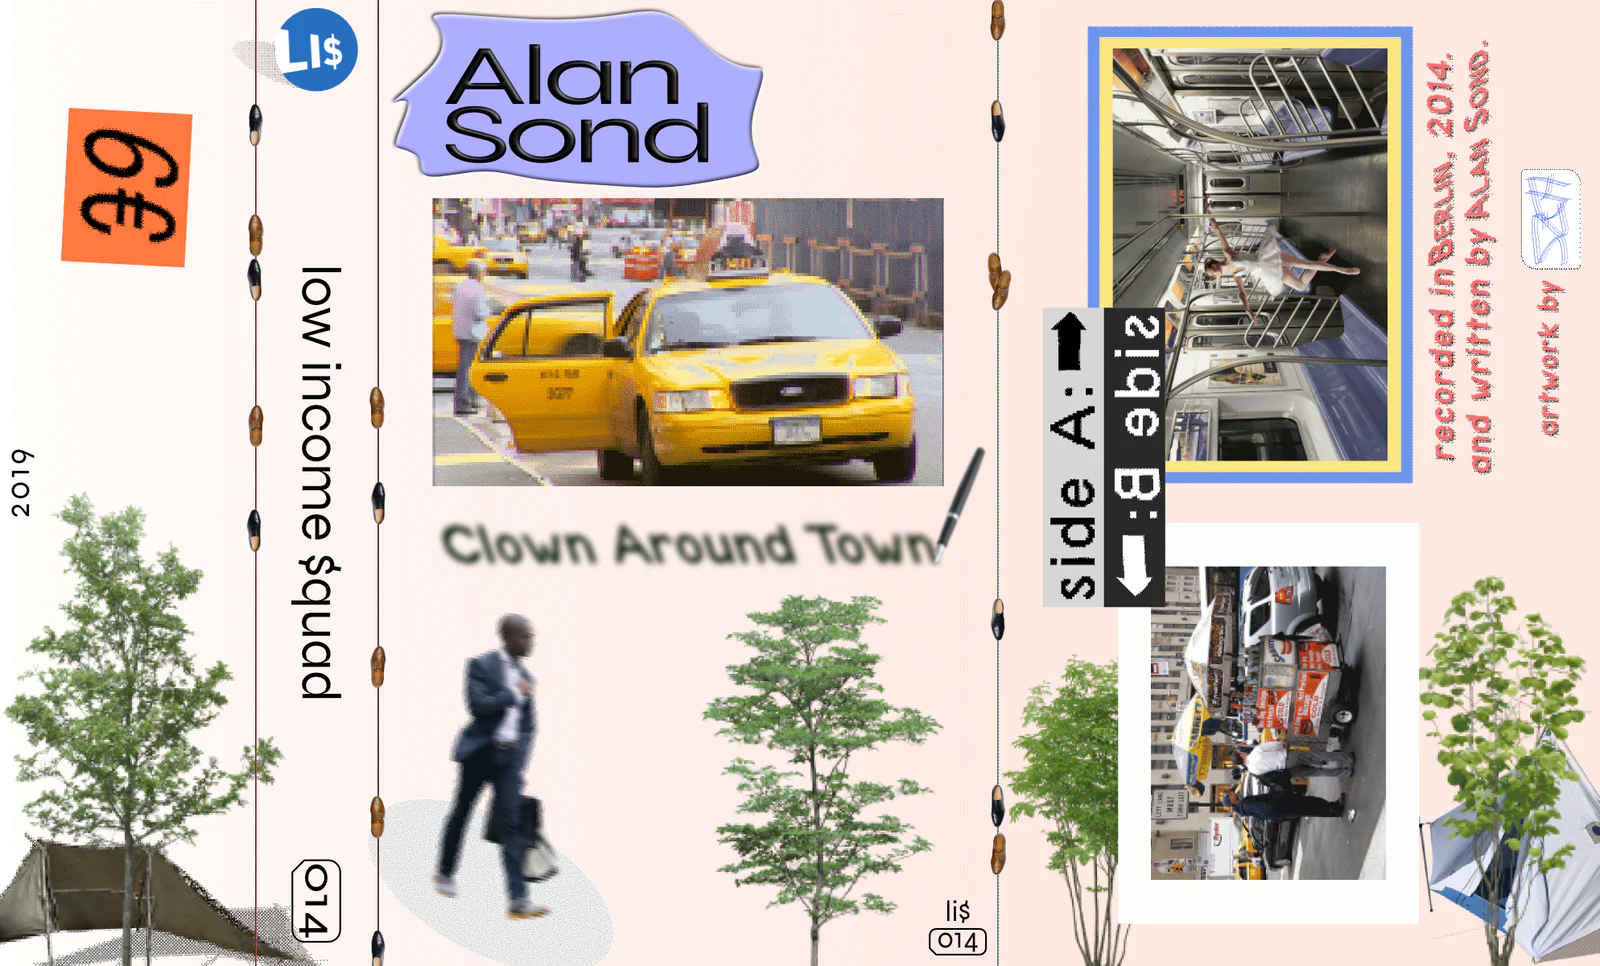 LI$
6€
2019
low income $quad
014
Alan
Sond
Clown Around Town
li$
014
side A:
side B:
recorded in BERLIN, 2014.
and written by ALAN SOND.
artwork by